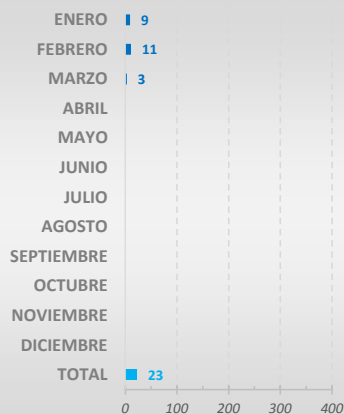 ENERO 9
FEBRERO 11
MARZO 3
ABRIL
MAYO
JUNIO
JULIO
AGOSTO
SEPTIEMBRE
OCTUBRE
NOVIEMBRE
DICIEMBRE
TOTAL 23
0 100 200 300 400